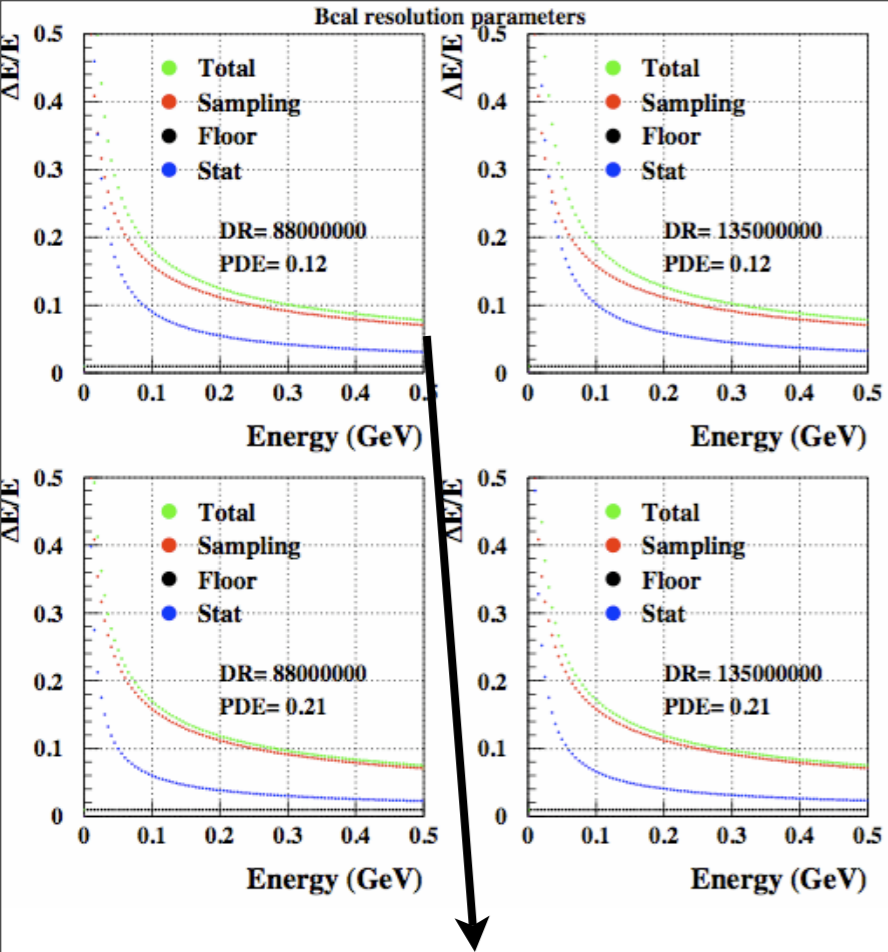 Bcal resolution parameters
ΔE/E
0.5
0.4
0.3
0.2
0.1
0
Total
Sampling
Floor
Stat
DR= 88000000
PDE= 0.12
0 0.1 0.2 0.3 0.4 0.5
Energy (GeV)
ΔE/E
0.5
0.4
0.3
0.2
0.1
0
Total
Sampling
Floor
Stat
DR= 135000000
PDE= 0.12
0 0.1 0.2 0.3 0.4 0.5
Energy (GeV)
ΔE/E
0.5
0.4
0.3
0.2
0.1
0
Total
Sampling
Floor
Stat
DR= 88000000
PDE= 0.21
0 0.1 0.2 0.3 0.4 0.5
Energy (GeV)
ΔE/E
0.5
0.4
0.3
0.2
0.1
0
Total
Sampling
Floor
Stat
DR= 135000000
PDE= 0.21
0 0.1 0.2 0.3 0.4 0.5
Energy (GeV)